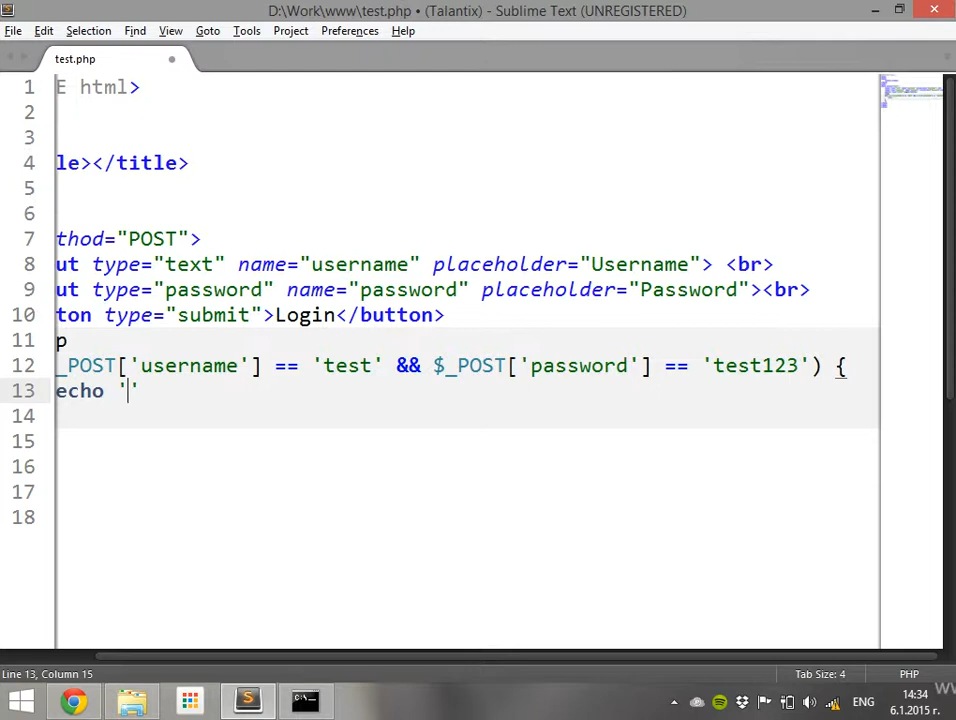 D:\Work\www\test.php • (Talantix) - Sublime Text (UNREGISTERED)
File Edit Selection Find View Goto Tools Project Preferences Help
test.php
1 E html>
2
3
4 le></title>
5
6
7 thod="POST">
8 ut type="text" name="username" placeholder="Username"> <br>
9 ut type="password" name="password" placeholder="Password"><br>
10 ton type="submit">Login</button>
11 p
12 _POST['username'] == 'test' && $_POST['password'] == 'test123') {
13 echo ''
14
15
16
17
18
Line 13, Column 15 Tab Size: 4 PHP
ENG 14:34
6.1.2015 г.